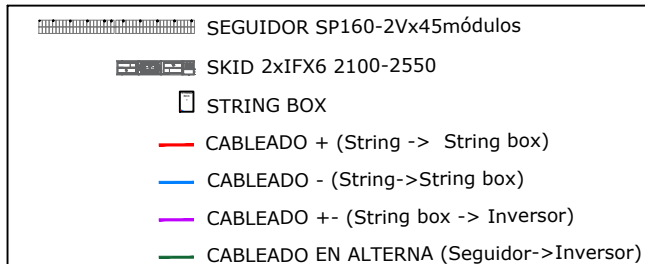 SEGUIDOR SP160-2Vx45módulos
SKID 2xIFX6 2100-2550
STRING BOX
CABLEADO + (String -> String box)
CABLEADO - (String->String box)
CABLEADO +- (String box -> Inversor)
CABLEADO EN ALTERNA (Seguidor->Inversor)